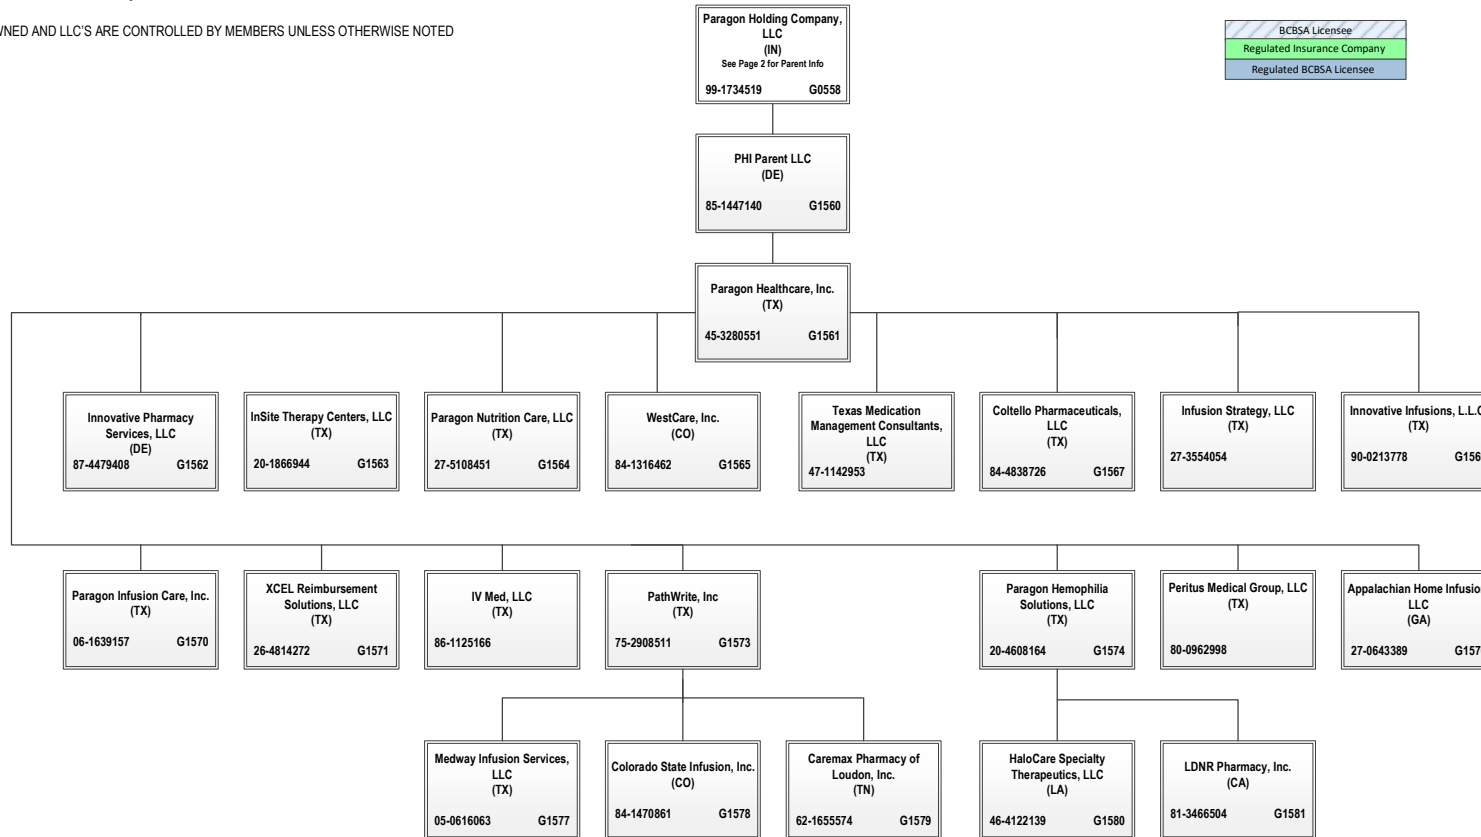 WNED AND LLC'S ARE CONTROLLED BY MEMBERS UNLESS OTHERWISE NOTED
BCBSA Licensee
Regulated Insurance Company
Regulated BCBSA Licensee
Paragon Holding Company,
LLC
(IN)
See Page 2 for Parent Info
99-1734519 G0558
PHI Parent LLC
(DE)
85-1447140 G1560
Paragon Healthcare, Inc.
(TX)
45-3280551 G1561
Innovative Pharmacy
Services, LLC
(DE)
87-4479408 G1562
InSite Therapy Centers, LLC
(TX)
20-1866944 G1563
Paragon Nutrition Care, LLC
(TX)
27-5108451 G1564
WestCare, Inc.
(CO)
84-1316462 G1565
Texas Medication
Management Consultants,
LLC
(TX)
47-1142953
Coltello Pharmaceuticals,
LLC
(TX)
84-4838726 G1567
Infusion Strategy, LLC
(TX)
27-3554054
Innovative Infusions, L.L.C
(TX)
90-0213778 G156
Paragon Infusion Care, Inc.
(TX)
06-1639157 G1570
XCEL Reimbursement
Solutions, LLC
(TX)
26-4814272 G1571
IV Med, LLC
(TX)
86-1125166
PathWrite, Inc
(TX)
75-2908511 G1573
Paragon Hemophilia
Solutions, LLC
(TX)
20-4608164 G1574
Peritus Medical Group, LLC
(TX)
80-0962998
Appalachian Home Infusio
LLC
(GA)
27-0643389 G157
Medway Infusion Services,
LLC
(TX)
05-0616063 G1577
Colorado State Infusion, Inc.
(CO)
84-1470861 G1578
Caremax Pharmacy of
Loudon, Inc.
(TN)
62-1655574 G1579
HaloCare Specialty
Therapeutics, LLC
(LA)
46-4122139 G1580
LDNR Pharmacy, Inc.
(CA)
81-3466504 G1581